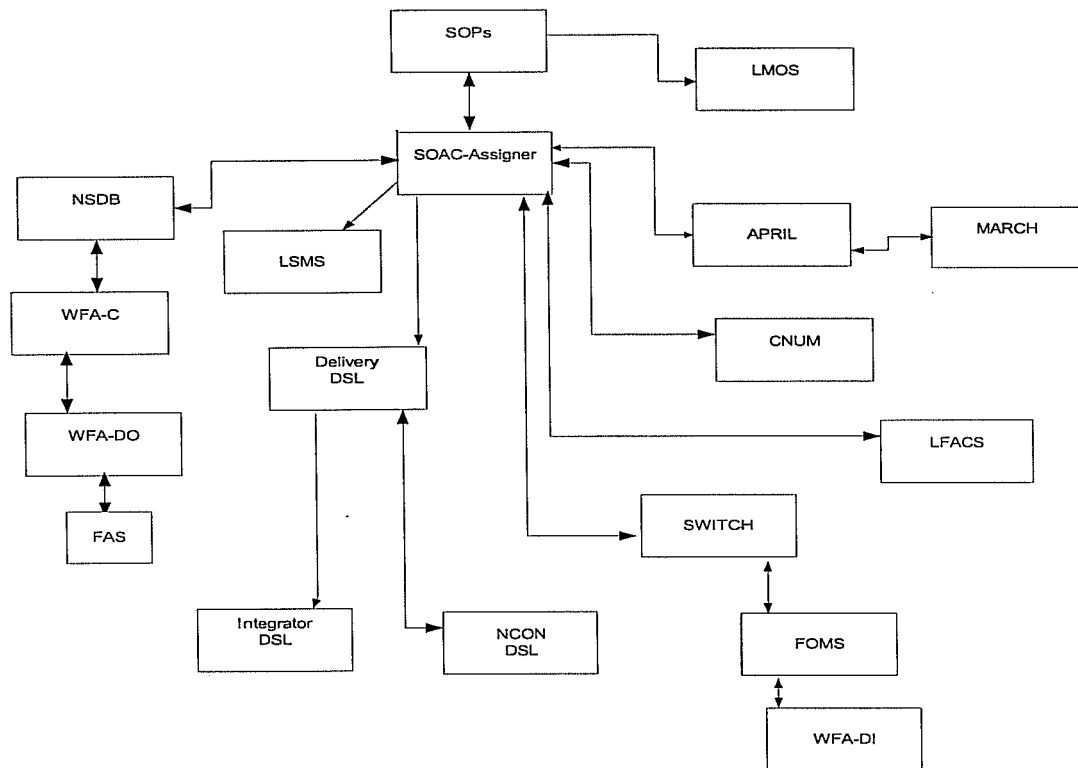 SOPs
LMOS
SOAC-Assigner
NSDB
APRIL
MARCH
LSMS
WFA-C
CNUM
Delivery
DSL
WFA-DO
LFACS
FAS
SWITCH
Integrator
DSL
NCON
DSL
FOMS
WFA-DI